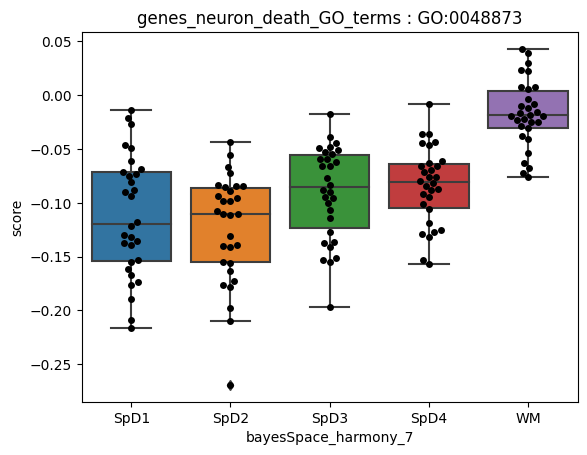 genes_neuron_death_GO_terms : GO:0048873
0.05
0.00
−0.05
−0.10
−0.15
−0.20
−0.25
score
SpD1 SpD2 SpD3 SpD4 WM
bayesSpace_harmony_7